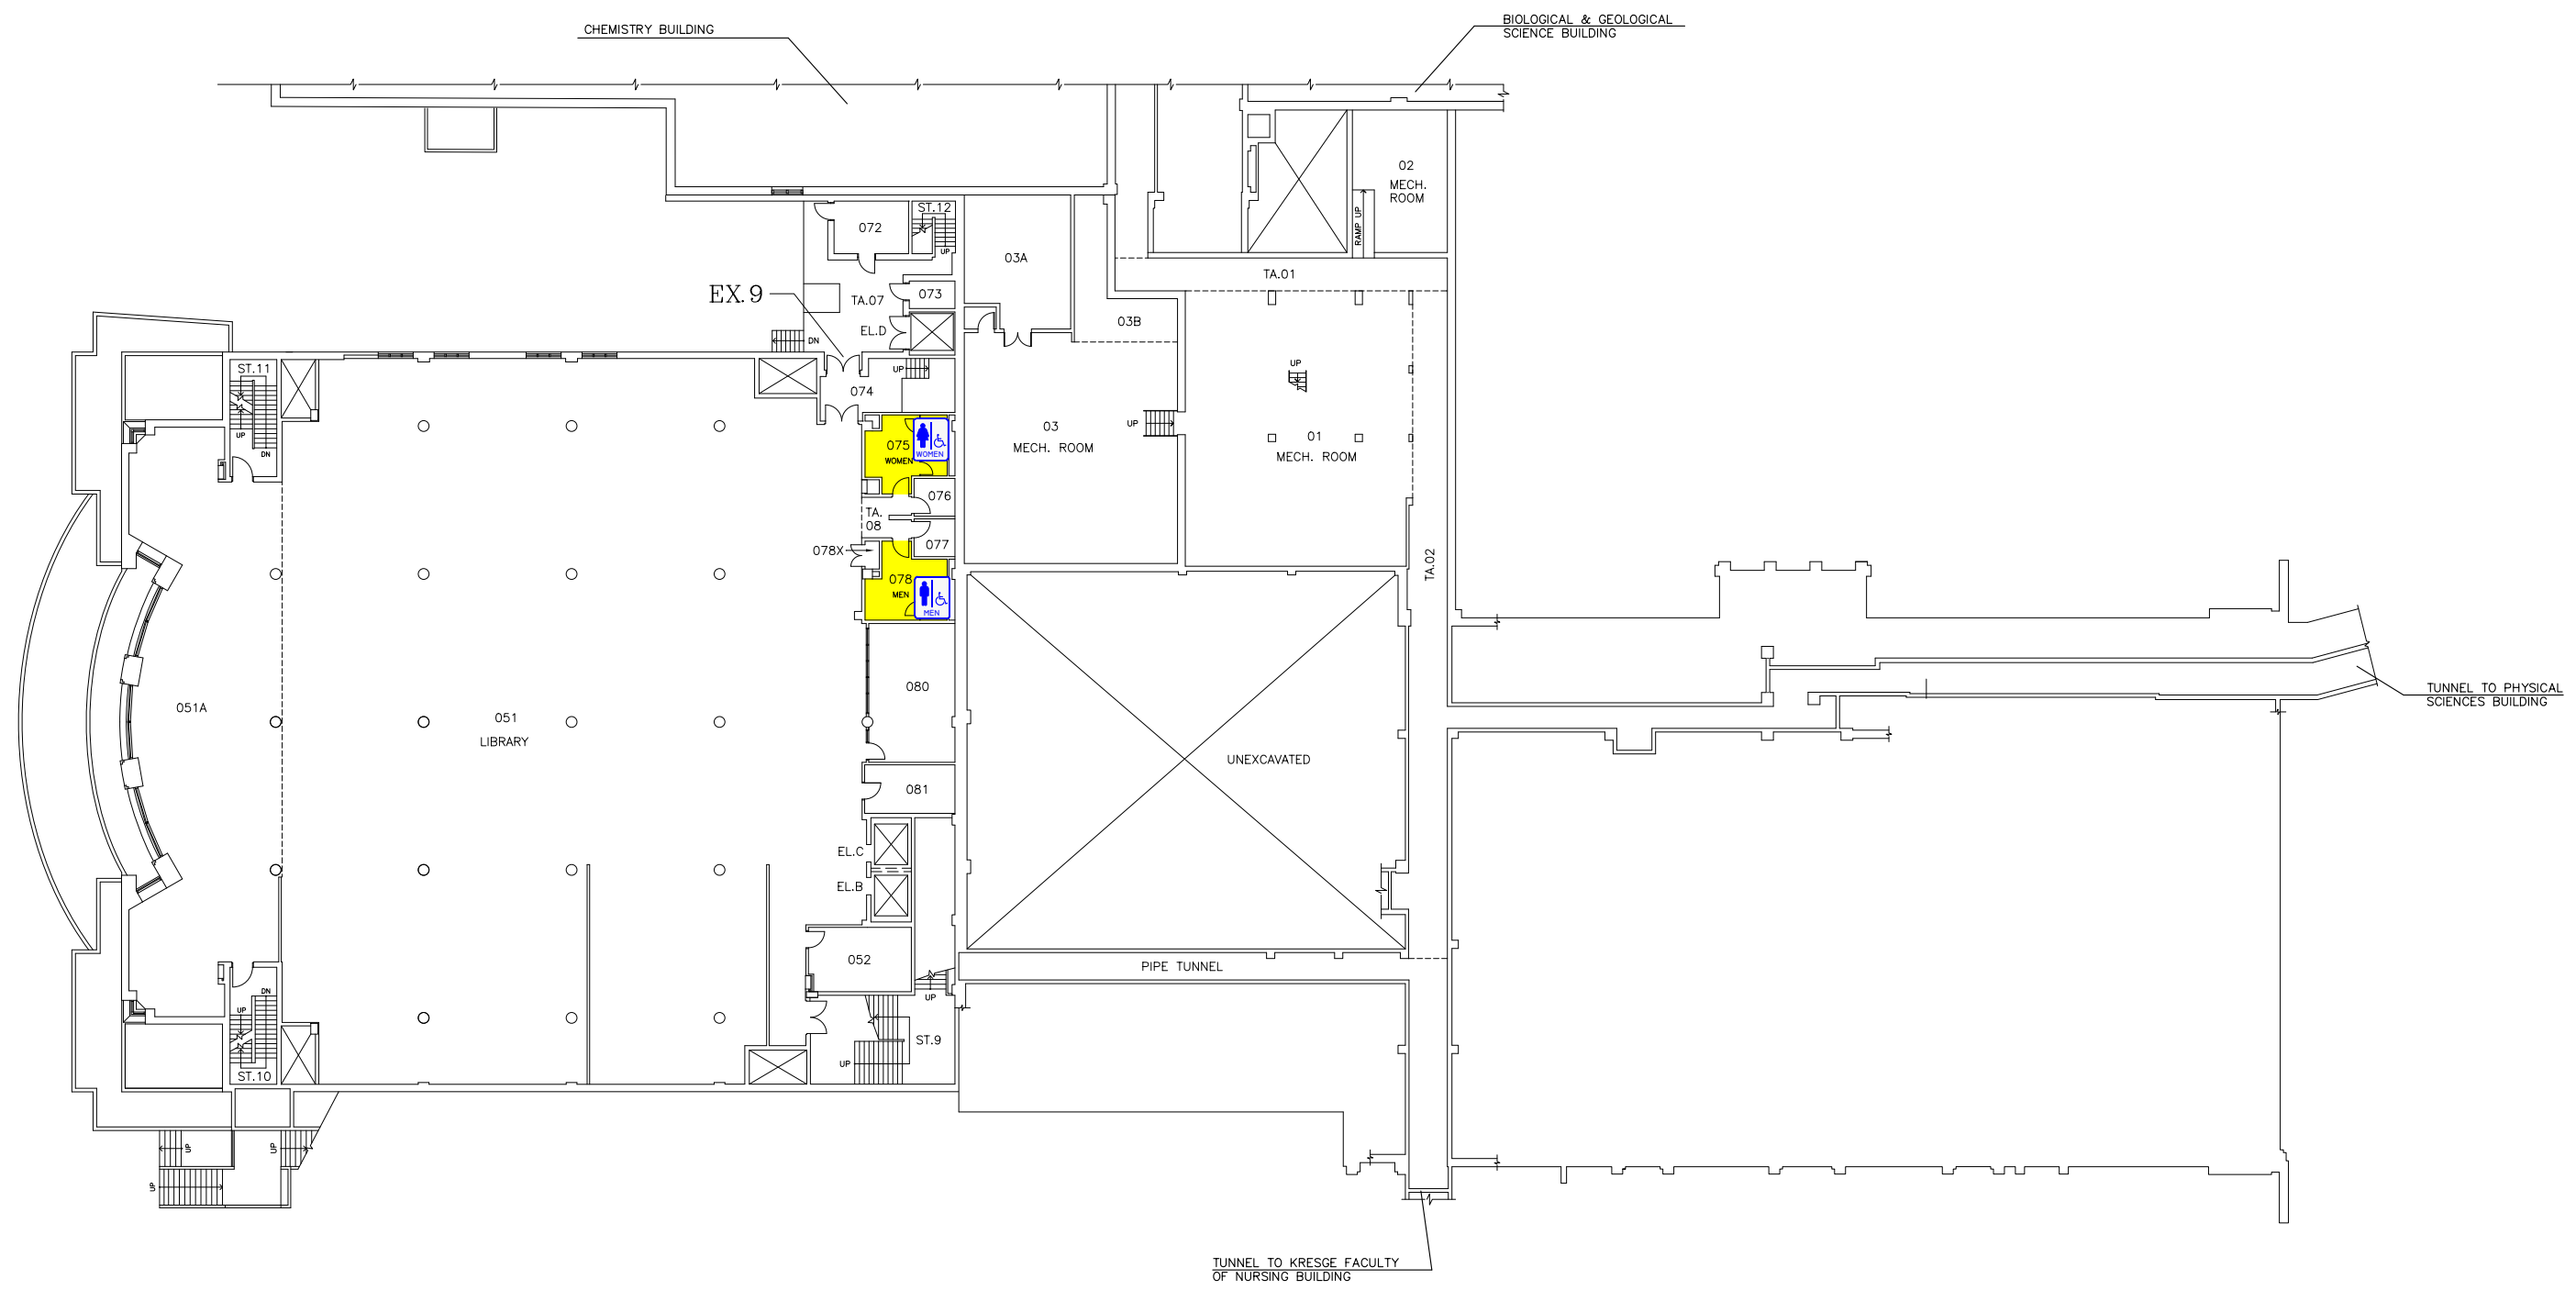 BIOLOGICAL & GEOLOGICAL
SCIENCE BUILDING
CHEMISTRY BUILDING
02
MECH.
ROOM
RAMP UP
ST.12
072
UP
03A
TA.01
EX.9
TA.07
073
03B
EL.D
DN
UP
ST.11
UP
074
UP
DN
075
WOMEN
WOMEN
UP
03
MECH. ROOM
01
MECH. ROOM
076
TA.
08
078X
077
TA.02
078
MEN
MEN
080
051A
051
LIBRARY
TUNNEL TO PHYSICAL
SCIENCES BUILDING
UNEXCAVATED
081
EL.C
EL.B
052
PIPE TUNNEL
DN
UP
UP
ST.9
UP
ST.10
UP
UP
UP
TUNNEL TO KRESGE FACULTY
OF NURSING BUILDING